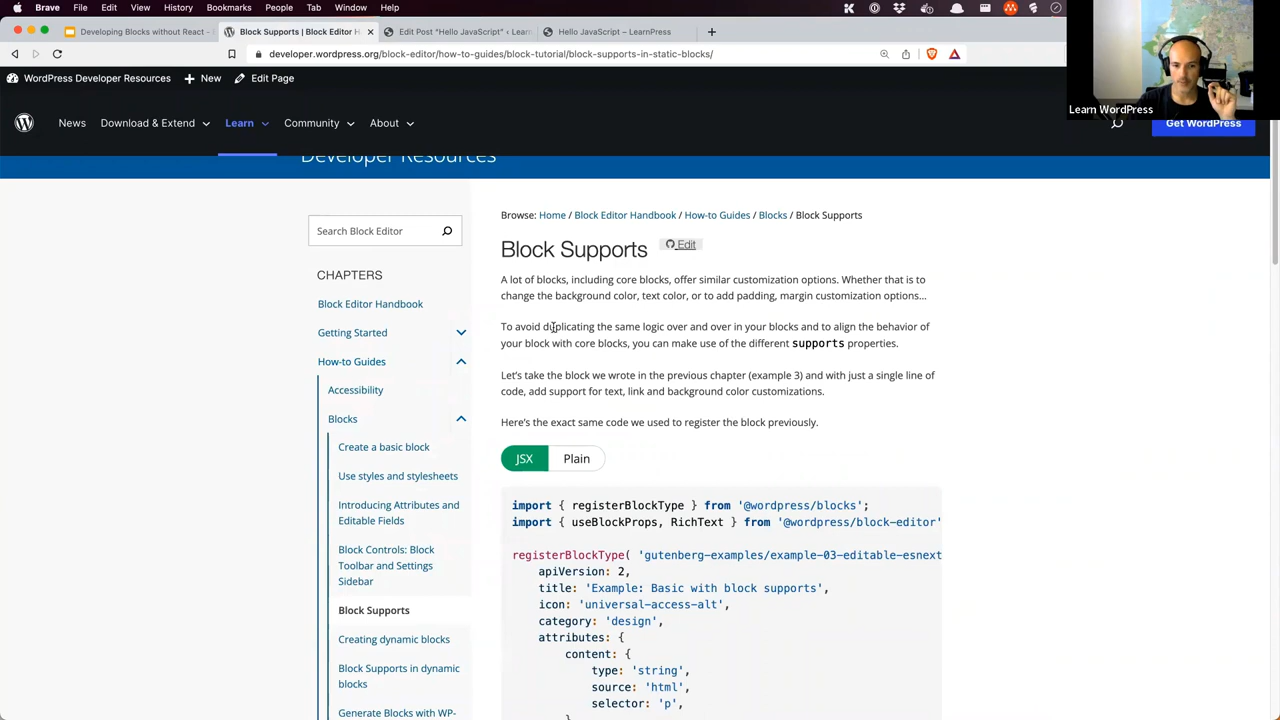 Brave File Edit View History Bookmarks People Tab Window Help
Developing Blocks without React –
Block Supports | Block Editor H
Edit Post "Hello JavaScript" ‹ Learn
Hello JavaScript – LearnPress
developer.wordpress.org/block-editor/how-to-guides/block-tutorial/block-supports-in-static-blocks/
WordPress Developer Resources
New
Edit Page
Learn WordPress
News
Download & Extend
Learn
Community
About
Get WordPress
Developer Resources
Search Block Editor
CHAPTERS
Block Editor Handbook
Getting Started
How-to Guides
Accessibility
Blocks
Create a basic block
Use styles and stylesheets
Introducing Attributes and
Editable Fields
Block Controls: Block
Toolbar and Settings
Sidebar
Block Supports
Creating dynamic blocks
Block Supports in dynamic
blocks
Generate Blocks with WP-
Browse: Home / Block Editor Handbook / How-to Guides / Blocks / Block Supports
Block Supports Edit
A lot of blocks, including core blocks, offer similar customization options. Whether that is to
change the background color, text color, or to add padding, margin customization options…
To avoid duplicating the same logic over and over in your blocks and to align the behavior of
your block with core blocks, you can make use of the different supports properties.
Let's take the block we wrote in the previous chapter (example 3) and with just a single line of
code, add support for text, link and background color customizations.
Here's the exact same code we used to register the block previously.
JSX Plain
import { registerBlockType } from '@wordpress/blocks';
import { useBlockProps, RichText } from '@wordpress/block-editor'
registerBlockType( 'gutenberg-examples/example-03-editable-esnext
apiVersion: 2,
title: 'Example: Basic with block supports',
icon: 'universal-access-alt',
category: 'design',
attributes: {
content: {
type: 'string',
source: 'html',
selector: 'p',
}